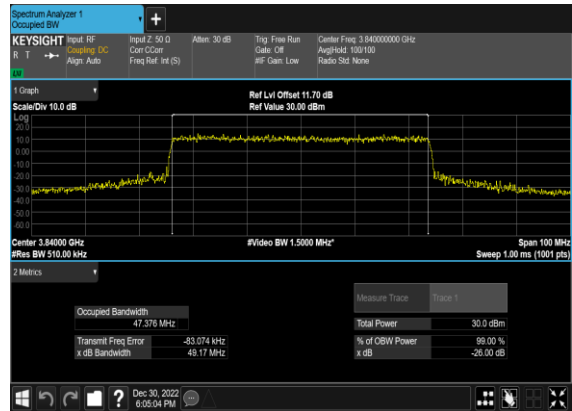 Spectrum Analyzer 1
Occupied BW
KEYSIGHT
R T
LW
Input: RF
Coupling: DC
Align: Auto
Input Z: 50 Ω
Corr CCorr
Freq Ref: Int (S)
Atten: 30 dB
Trig: Free Run
Gate: Off
#IF Gain: Low
Center Freq: 3.840000000 GHz
Avg|Hold: 100/100
Radio Std: None
1 Graph
Scale/Div 10.0 dB
Ref Lvl Offset 11.70 dB
Ref Value 30.00 dBm
Log
20.0
10.0
0.00
-10.0
-20.0
-30.0
-40.0
-50.0
-60.0
Center 3.84000 GHz
#Res BW 510.00 kHz
#Video BW 1.5000 MHz*
Span 100 MHz
Sweep 1.00 ms (1001 pts)
2 Metrics
Measure Trace Trace 1
Occupied Bandwidth
47.376 MHz
Total Power 30.0 dBm
Transmit Freq Error -83.074 kHz
% of OBW Power 99.00 %
x dB Bandwidth 49.17 MHz
x dB -26.00 dB
Dec 30, 2022
6:05:04 PM